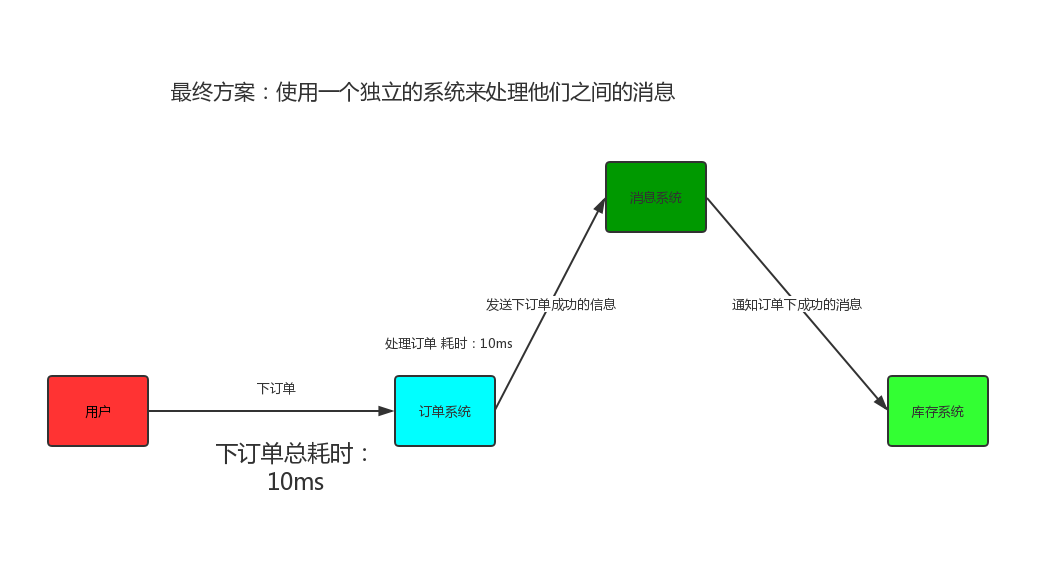 最终方案：使用一个独立的系统来处理他们之间的消息
消息系统
发送下订单成功的信息
通知订单下成功的消息
处理订单 耗时：10ms
下订单
用户
订单系统
库存系统
下订单总耗时：
10ms